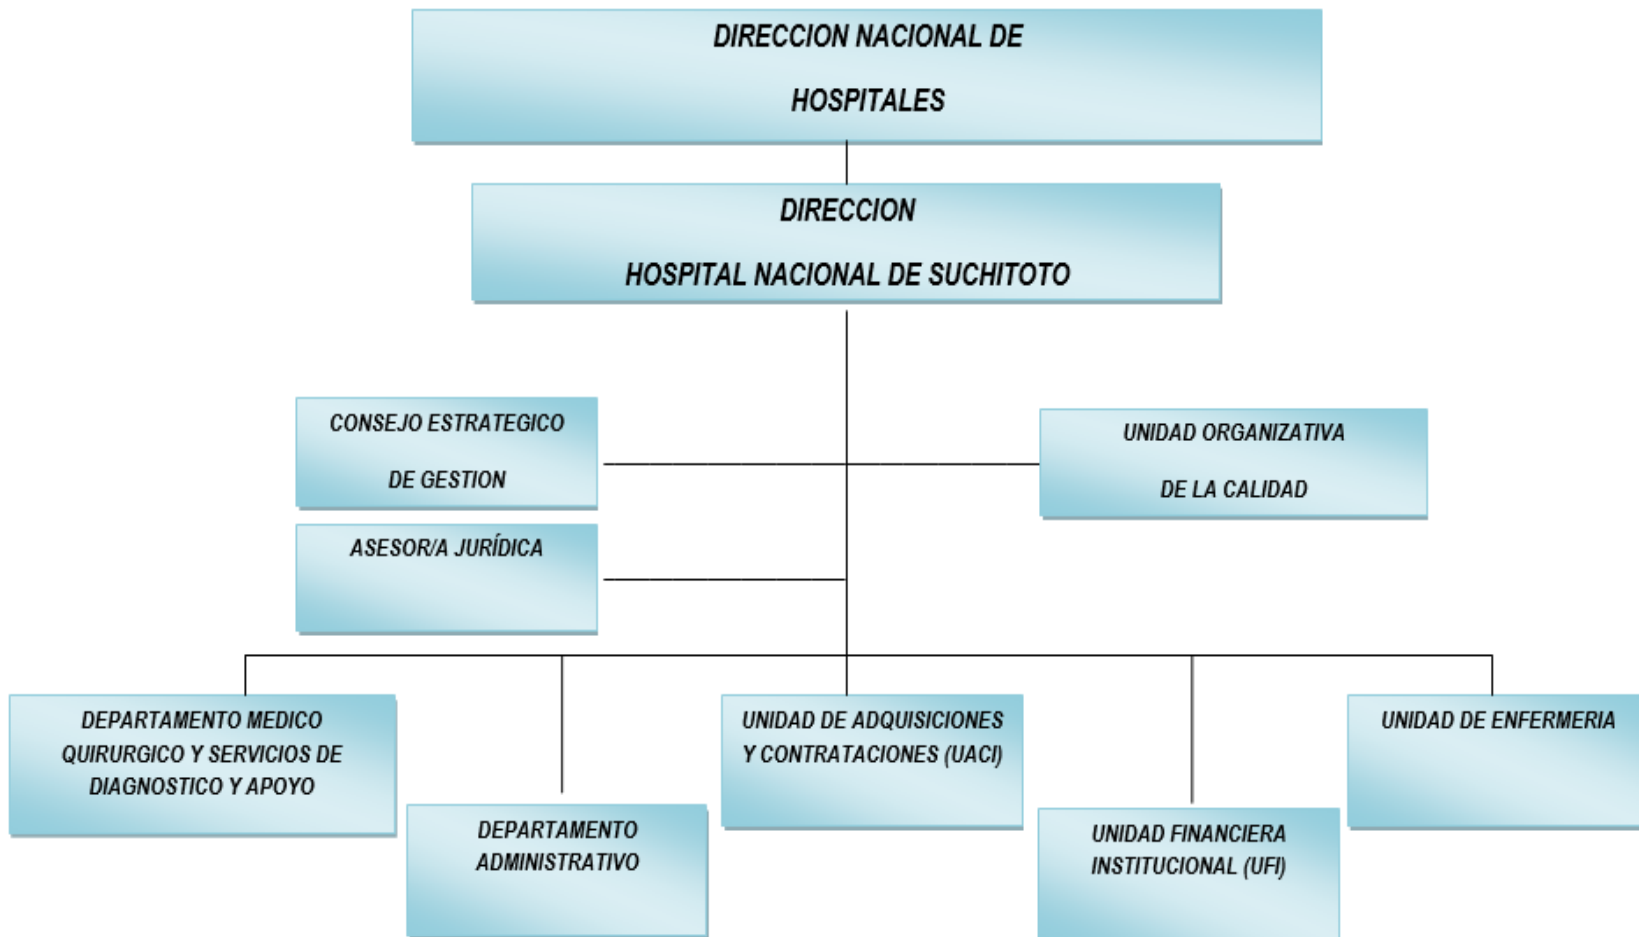 DIRECCION NACIONAL DE
HOSPITALES
DIRECCION
HOSPITAL NACIONAL DE SUCHITOTO
CONSEJO ESTRATEGICO
DE GESTION
UNIDAD ORGANIZATIVA
DE LA CALIDAD
ASESOR/A JURÍDICA
DEPARTAMENTO MEDICO
QUIRURGICO Y SERVICIOS DE
DIAGNOSTICO Y APOYO
DEPARTAMENTO
ADMINISTRATIVO
UNIDAD DE ADQUISICIONES
Y CONTRATACIONES (UACI)
UNIDAD FINANCIERA
INSTITUCIONAL (UFI)
UNIDAD DE ENFERMERIA